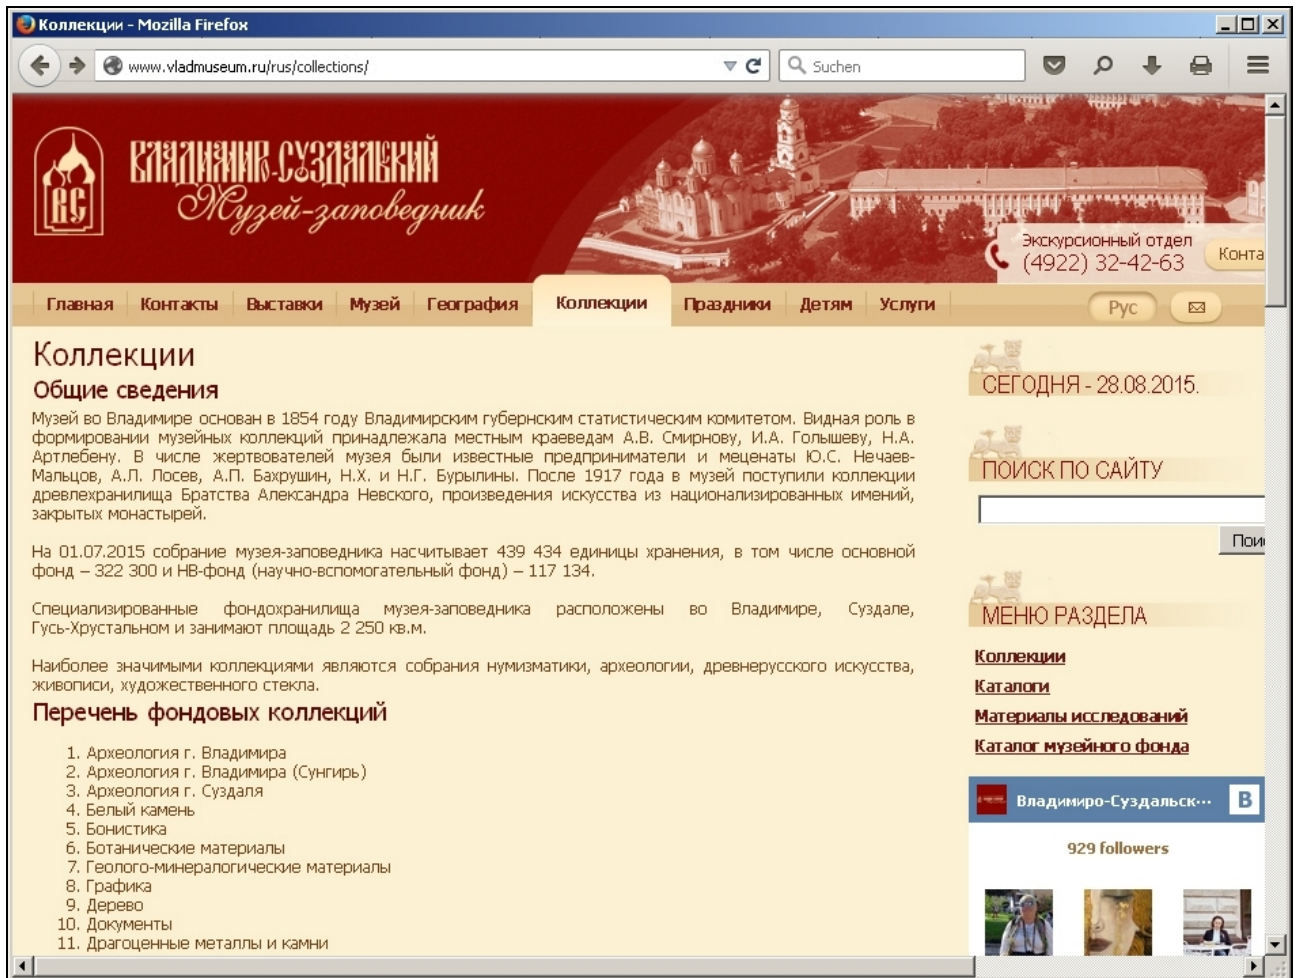 Коллекции - Mozilla Firefox
www.vladmuseum.ru/rus/collections/
Suchen
ВЛАДИМИР-СУЗДАЛЬСКИЙ
Музей-заповедник
ВС
Экскурсионный отдел
(4922) 32-42-63
Конта
Главная Контакты Выставки Музей География Коллекции Праздники Детям Услуги Рус
Коллекции
Общие сведения
Музей во Владимире основан в 1854 году Владимирским губернским статистическим комитетом. Видная роль в
формировании музейных коллекций принадлежала местным краеведам А.В. Смирнову, И.А. Голышеву, Н.А.
Артлебену. В числе жертвователей музея были известные предприниматели и меценаты Ю.С. Нечаев-
Мальцов, А.Л. Лосев, А.П. Бахрушин, Н.Х. и Н.Г. Бурылины. После 1917 года в музей поступили коллекции
древлехранилища Братства Александра Невского, произведения искусства из национализированных имений,
закрытых монастырей.
На 01.07.2015 собрание музея-заповедника насчитывает 439 434 единицы хранения, в том числе основной
фонд – 322 300 и НВ-фонд (научно-вспомогательный фонд) – 117 134.
Специализированные фондохранилища музея-заповедника расположены во Владимире, Суздале,
Гусь-Хрустальном и занимают площадь 2 250 кв.м.
Наиболее значимыми коллекциями являются собрания нумизматики, археологии, древнерусского искусства,
живописи, художественного стекла.
Перечень фондовых коллекций
1. Археология г. Владимира
2. Археология г. Владимира (Сунгирь)
3. Археология г. Суздаля
4. Белый камень
5. Бонистика
6. Ботанические материалы
7. Геолого-минералогические материалы
8. Графика
9. Дерево
10. Документы
11. Драгоценные металлы и камни
СЕГОДНЯ - 28.08.2015.
ПОИСК ПО САЙТУ
Пои
МЕНЮ РАЗДЕЛА
Коллекции
Каталоги
Материалы исследований
Каталог музейного фонда
Владимиро-Суздальск··· В
929 followers